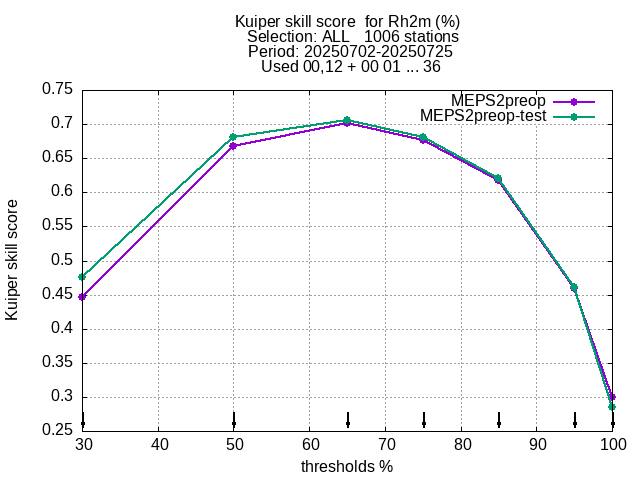 Kuiper skill score  for Rh2m (%)
Selection: ALL   1006 stations
Period: 20250702-20250725
Used 00,12 + 00 01 ... 36
MEPS2preop
MEPS2preop-test
Kuiper skill score
0.75
0.7
0.65
0.6
0.55
0.5
0.45
0.4
0.35
0.3
0.25
30 40 50 60 70 80 90 100
thresholds %